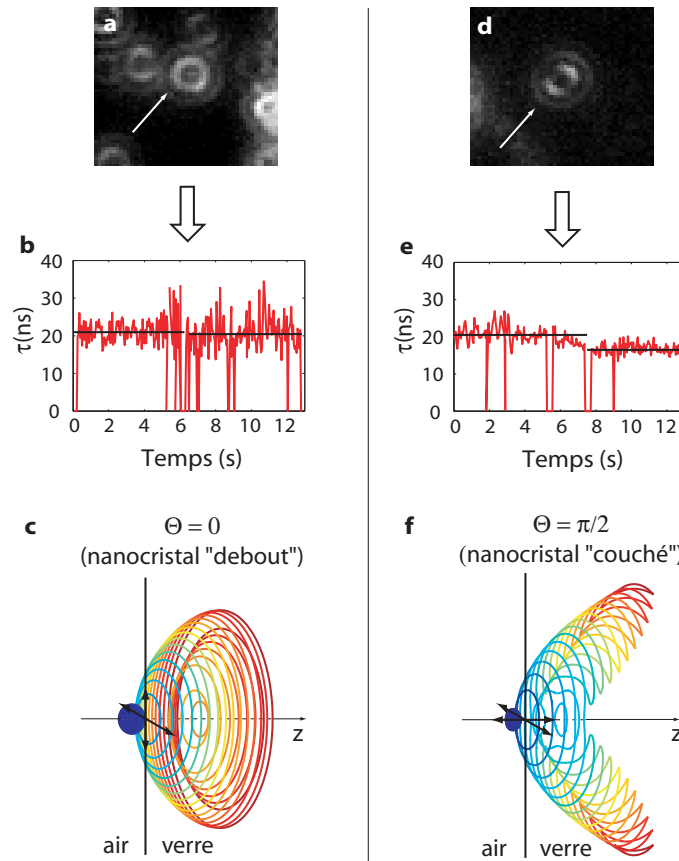 a
b
τ(ns)
40
30
20
10
0
0 2 4 6 8 10 12
Temps (s)
c
Θ = 0
(nanocristal "debout")
z
air verre
d
e
τ(ns)
40
30
20
10
0
0 2 4 6 8 10 12
Temps (s)
f
Θ = π/2
(nanocristal "couché")
z
air verre